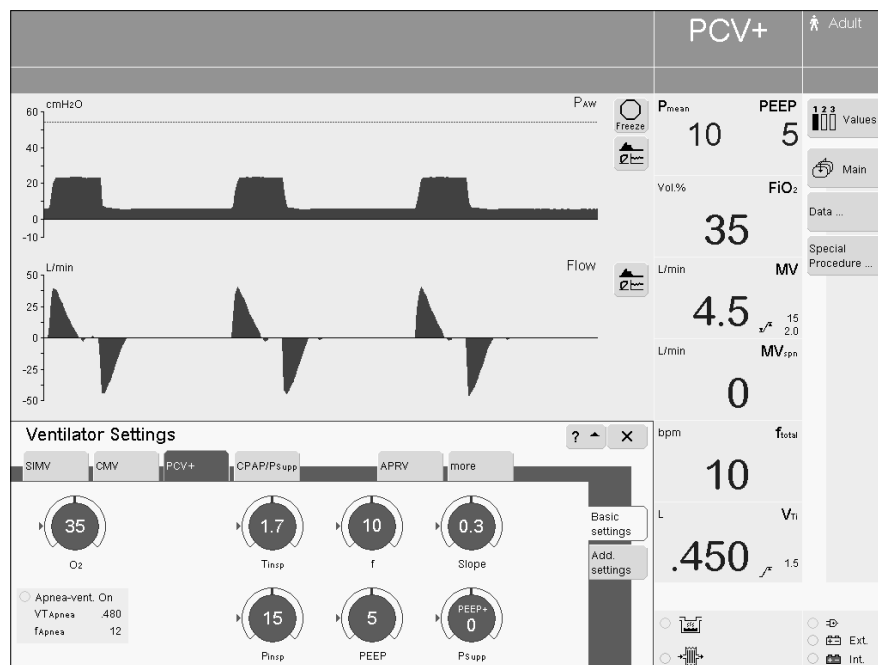 PCV+
Adult
cmH2O
PAW
60
40
20
0
-10
Freeze
L/min
Flow
50
25
0
-25
-50
Pmean
PEEP
10
5
Vol.%
FiO2
35
L/min
MV
4.5
15
2.0
L/min
MVspn
0
bpm
ftotal
10
L
VTi
.450
1.5
1 2 3
Values
Main
Data ...
Special
Procedure ...
Ventilator Settings
?
SIMV
CMV
PCV+
CPAP/Psupp
APRV
more
35
O2
1.7
Tinsp
10
f
0.3
Slope
Basic
settings
Add.
settings
Apnea-vent. On
VTApnea .480
fApnea 12
15
Pinsp
5
PEEP
PEEP+
0
Psupp
Ext.
Int.